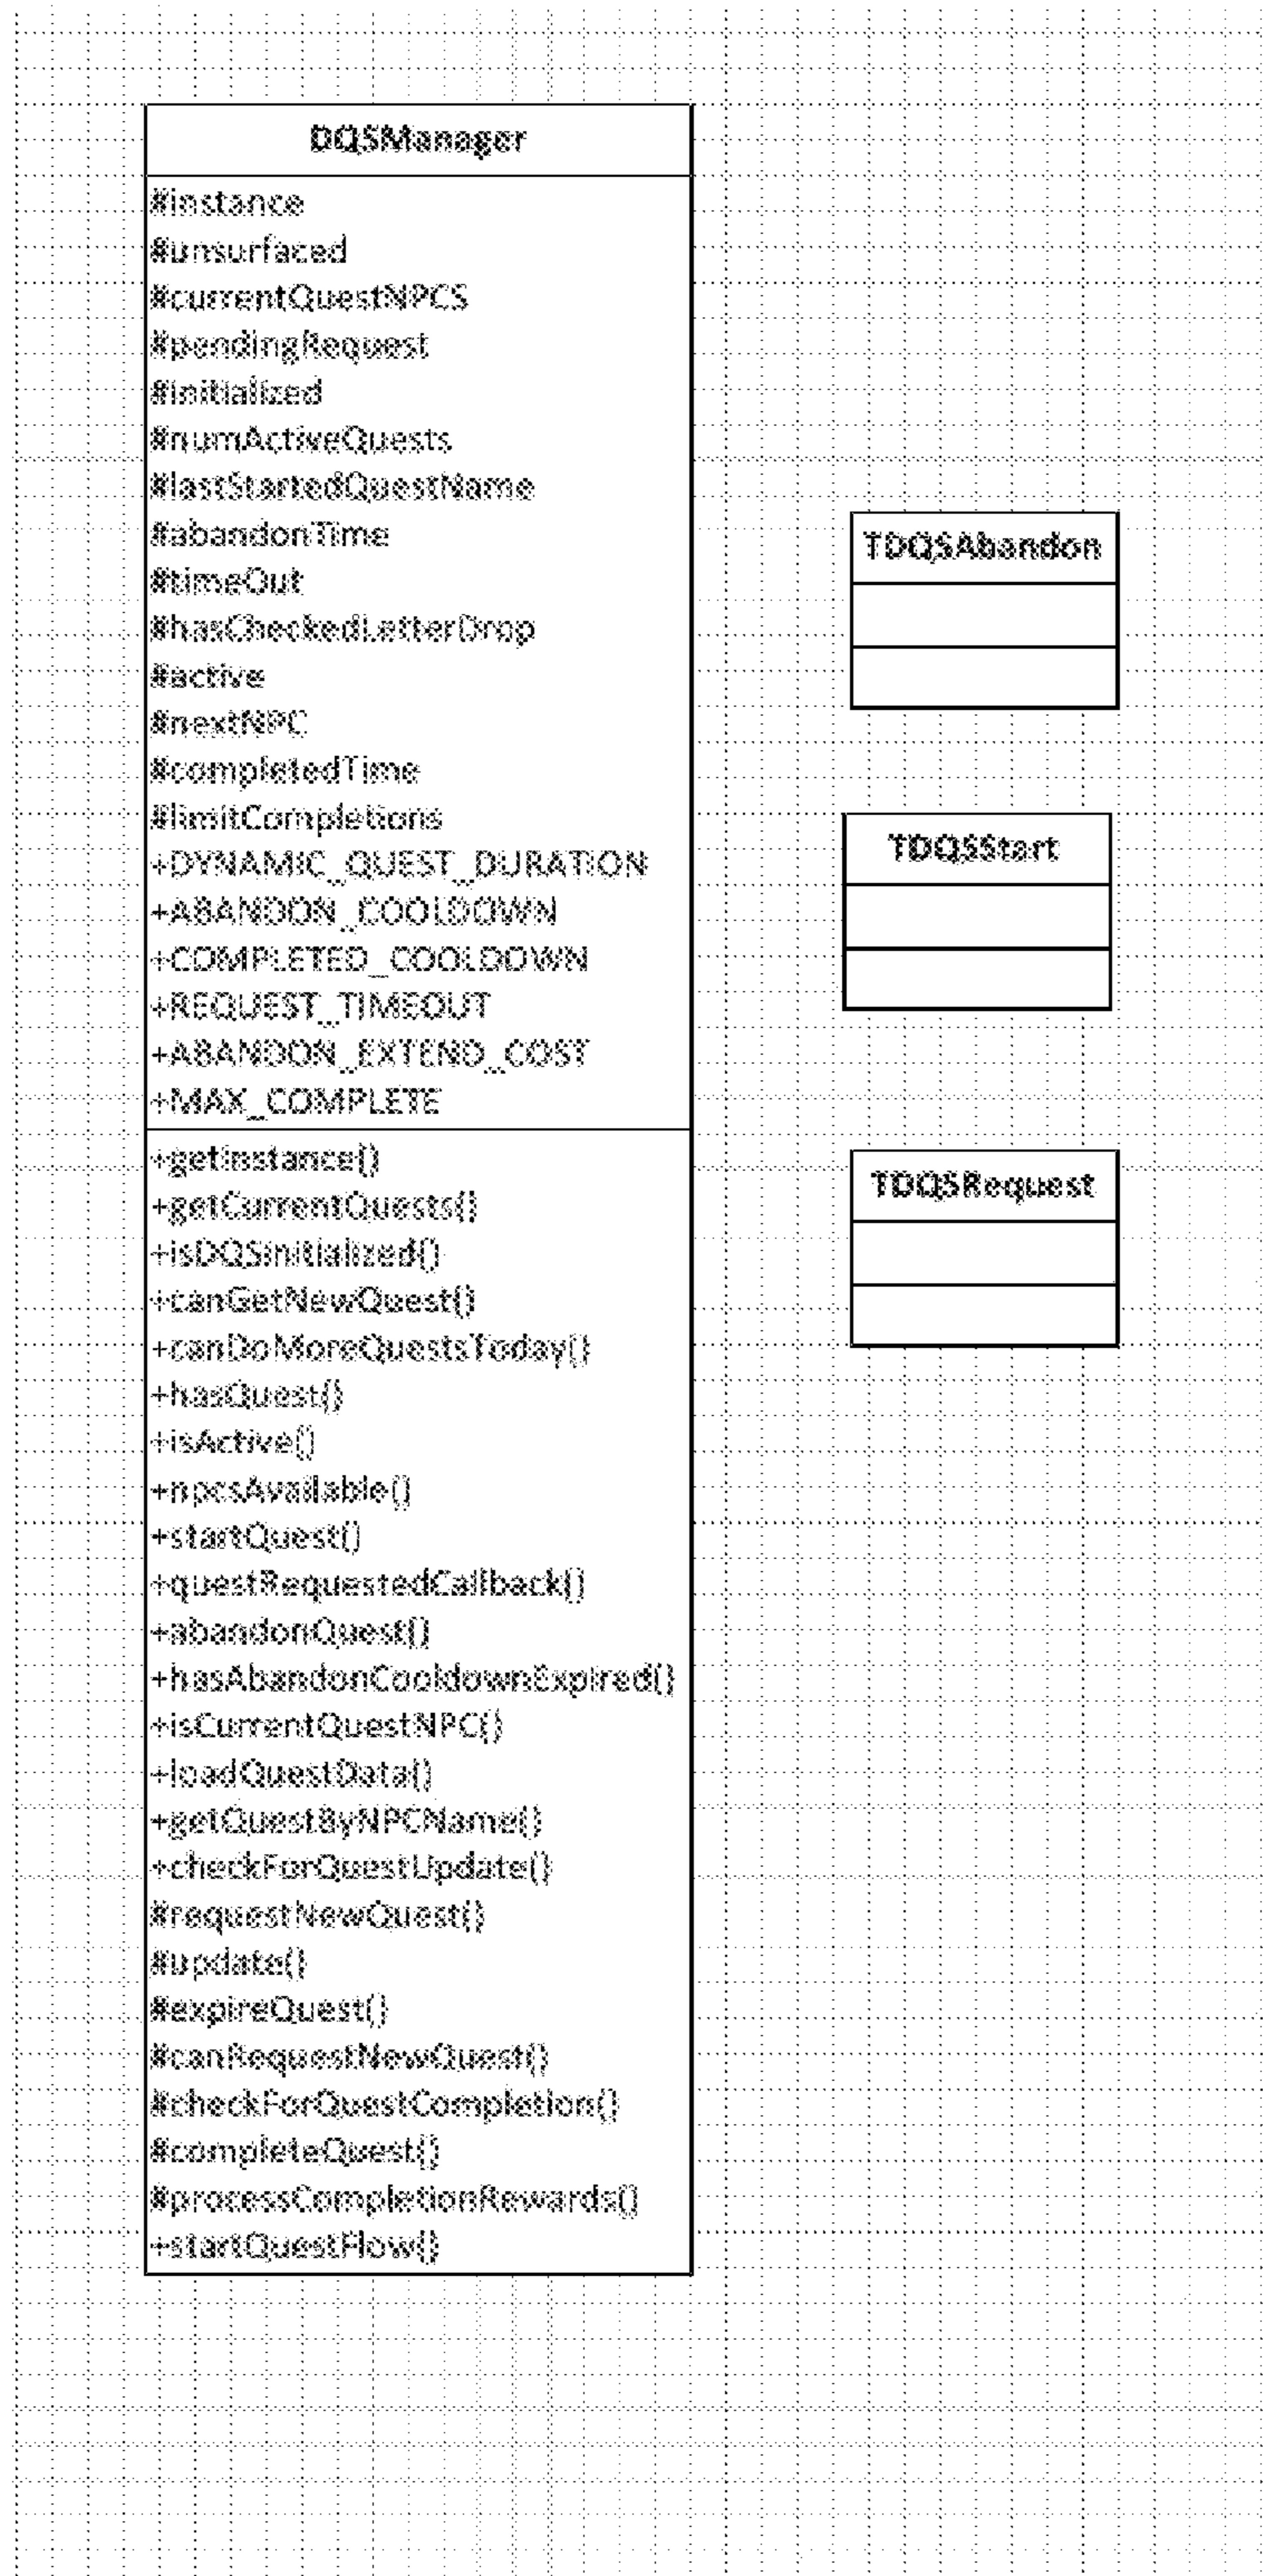 DQSManager
#instance
#unsurfaced
#currentQuestNPCS
#pendingRequest
#initialized
#numActiveQuests
#lastStartedQuestName
#abandonTime
#timeOut
#hasCheckedLetterDrop
#active
#nextNPC
#completedTime
#limitCompletions
+DYNAMIC_QUEST_DURATION
+ABANDON_COOLDOWN
+COMPLETED_COOLDOWN
+REQUEST_TIMEOUT
+ABANDON_EXTEND_COST
+MAX_COMPLETE
+getInstance()
+getCurrentQuests()
+isDQSInitialized()
+canGetNewQuest()
+canDoMoreQuestsToday()
+hasQuest()
+isActive()
+npcsAvailable()
+startQuest()
+questRequestedCallback()
+abandonQuest()
+hasAbandonCooldownExpired()
+isCurrentQuestNPC()
+loadQuestData()
+getQuestByNPCName()
+checkForQuestUpdate()
#requestNewQuest()
#update()
#expireQuest()
#canRequestNewQuest()
#checkForQuestCompletion()
#completeQuest()
#processCompletionRewards()
+startQuestFlow()
TDQSAbandon
TDQSStart
TDQSRequest